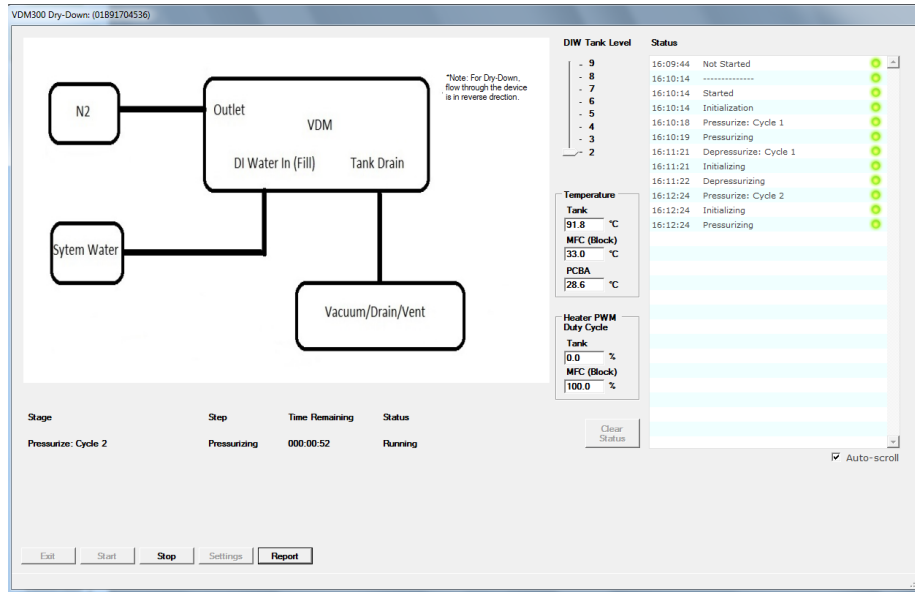 VDM300 Dry-Down: (01B91704536)
N2
Outlet
VDM
DI Water In (Fill) Tank Drain
*Note: For Dry-Down,
flow through the device
is in reverse drection.
Sytem Water
Vacuum/Drain/Vent
DIW Tank Level
- 9
- 8
- 7
- 6
- 5
- 4
- 3
- 2
Temperature
Tank
91.8 °C
MFC (Block)
33.0 °C
PCBA
28.6 °C
Heater PWM
Duty Cycle
Tank
0.0 %
MFC (Block)
100.0 %
Clear
Status
Status
16:09:44 Not Started
16:10:14 --------------
16:10:14 Started
16:10:14 Initialization
16:10:18 Pressurize: Cycle 1
16:10:19 Pressurizing
16:11:21 Depressurize: Cycle 1
16:11:21 Initializing
16:11:22 Depressurizing
16:12:24 Pressurize: Cycle 2
16:12:24 Initializing
16:12:24 Pressurizing
Auto-scroll
Stage Step Time Remaining Status
Pressurize: Cycle 2 Pressurizing 000:00:52 Running
Exit Start Stop Settings Report